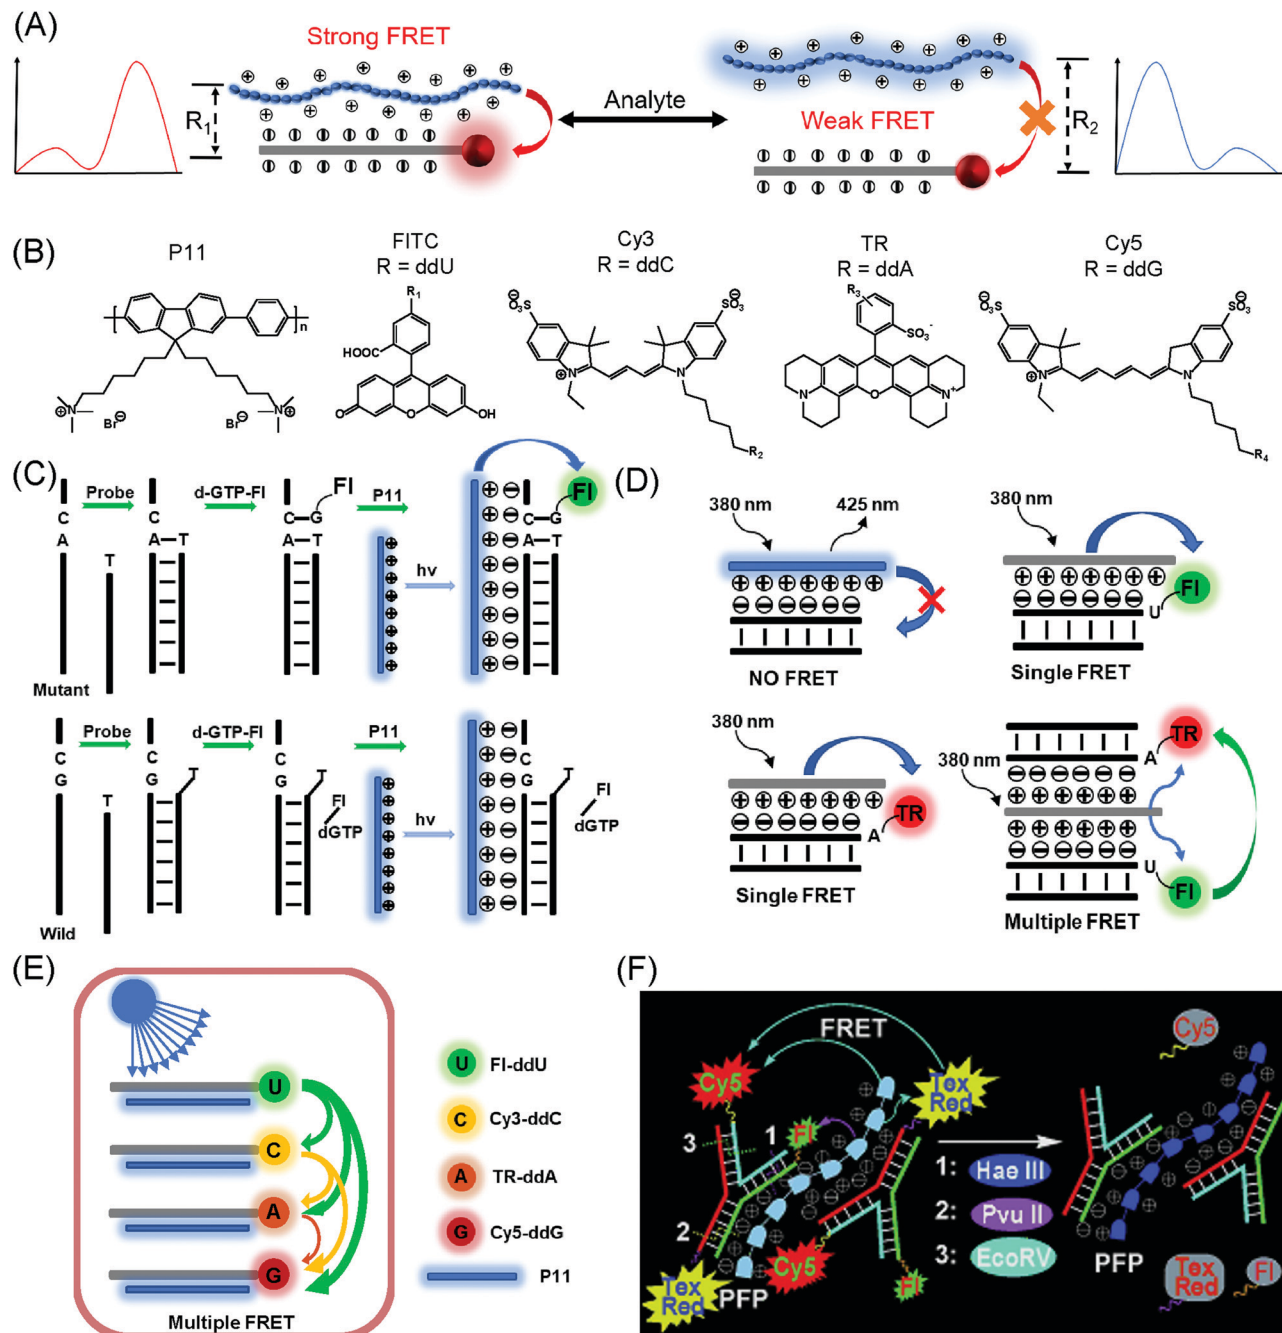 (A)
Strong FRET
R1
Analyte
Weak FRET
R2
(B)
P11
FITC
R = ddU
Cy3
R = ddC
TR
R = ddA
Cy5
R = ddG
R1
HOOC
O
O
OH
n
N
Br
Br
N
SO3
SO3
N
N
R2
R3
SO3-
N
O
N+
SO3
SO3
N
N
R4
(C)
Probe
d-GTP-Fl
Fl
P11
Fl
C
A
T
C
A
T
C
G
A
T
hv
C
G
A
T
Mutant
Probe
d-GTP-Fl
P11
C
G
T
C
G
T
C
G
T
Fl
dGTP
hv
C
G
T
Fl
dGTP
Wild
(D)
380 nm
425 nm
NO FRET
380 nm
Fl
U
Single FRET
380 nm
TR
A
Single FRET
380 nm
TR
A
U
Fl
Multiple FRET
(E)
U
C
A
G
Multiple FRET
U Fl-ddU
C Cy3-ddC
A TR-ddA
G Cy5-ddG
P11
(F)
FRET
Cy5
Tex
Red
3
1
Fl
2
Tex
Red
PFP
Cy5
Fl
1: Hae III
2: Pvu II
3: EcoRV
Cy5
PFP
Tex
Red
Fl